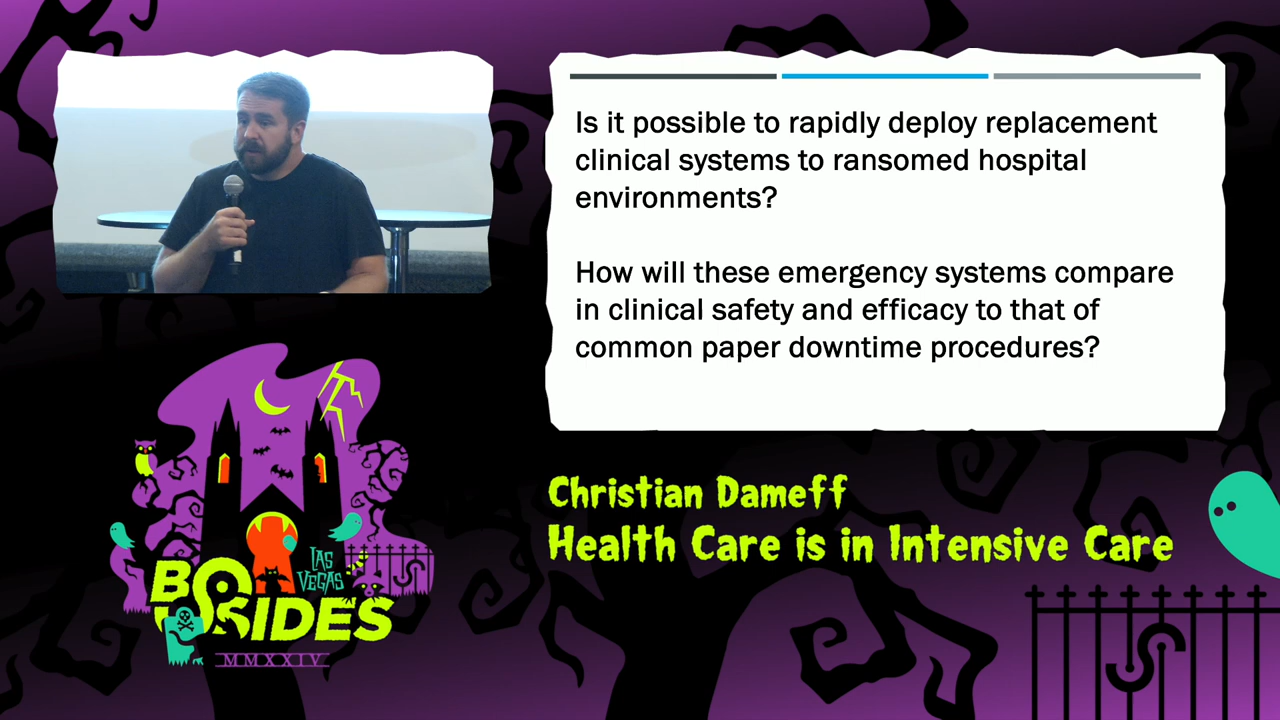 Is it possible to rapidly deploy replacement
clinical systems to ransomed hospital
environments?
How will these emergency systems compare
in clinical safety and efficacy to that of
common paper downtime procedures?
Christian Dameff
Health Care is in Intensive Care
LAS
VEGAS
BSIDES
MMXXIV